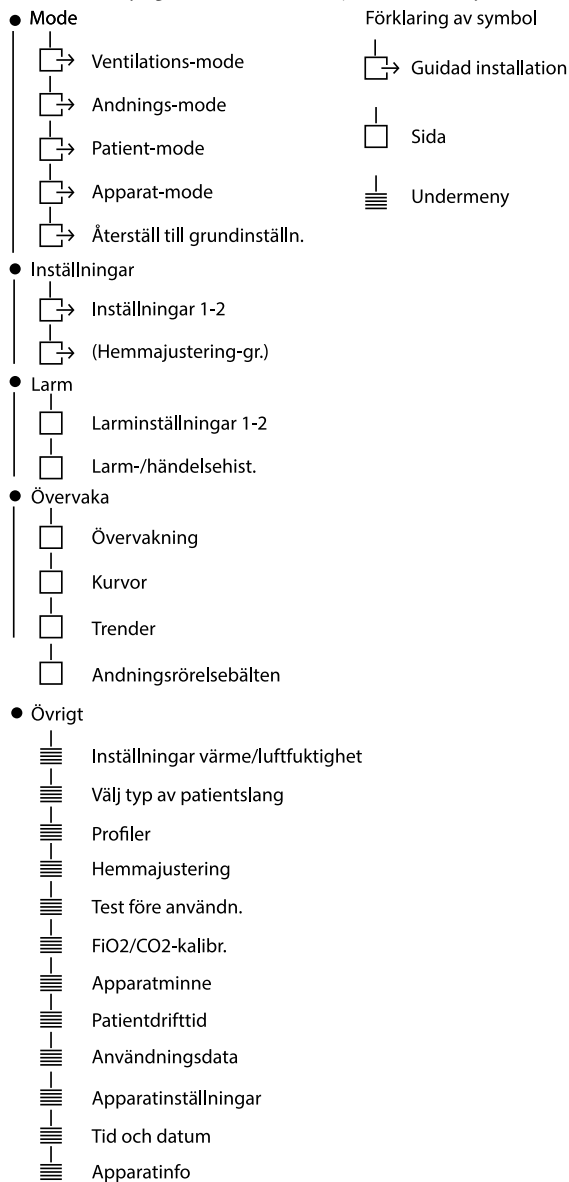 Mode
Ventilations-mode
Andnings-mode
Patient-mode
Apparat-mode
Återställ till grundinställn.
Inställningar
Inställningar 1-2
(Hemmajustering-gr.)
Larm
Larminställningar 1-2
Larm-/händelsehist.
Övervaka
Övervakning
Kurvor
Trender
Andningsrörelsebälten
Övrigt
Inställningar värme/luftfuktighet
Välj typ av patientslang
Profiler
Hemmajustering
Test före användn.
FiO2/CO2-kalibr.
Apparatminne
Patientdrifttid
Användningsdata
Apparatinställningar
Tid och datum
Apparatinfo
Förklaring av symbol
Guidad installation
Sida
Undermeny